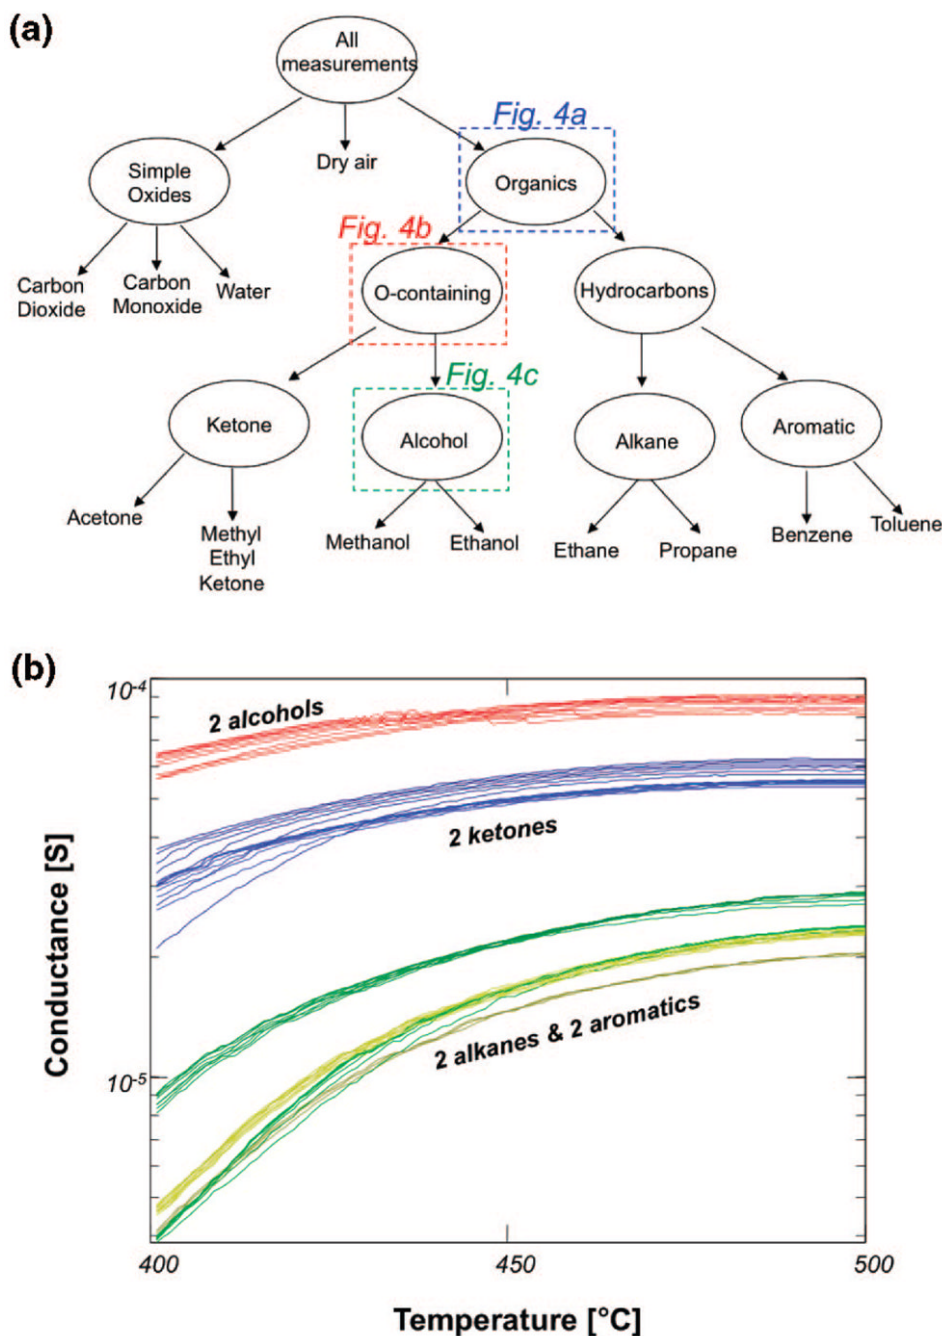 (a)
All
measurements
Fig. 4a
Dry air
Simple
Oxides
Organics
Fig. 4b
Carbon
Dioxide
Carbon
Monoxide
Water
O-containing
Hydrocarbons
Fig. 4c
Ketone
Alcohol
Alkane
Aromatic
Acetone
Methyl
Ethyl
Ketone
Methanol
Ethanol
Ethane
Propane
Benzene
Toluene
(b)
10-4
2 alcohols
2 ketones
Conductance [S]
10-5
2 alkanes & 2 aromatics
400
450
500
Temperature [°C]